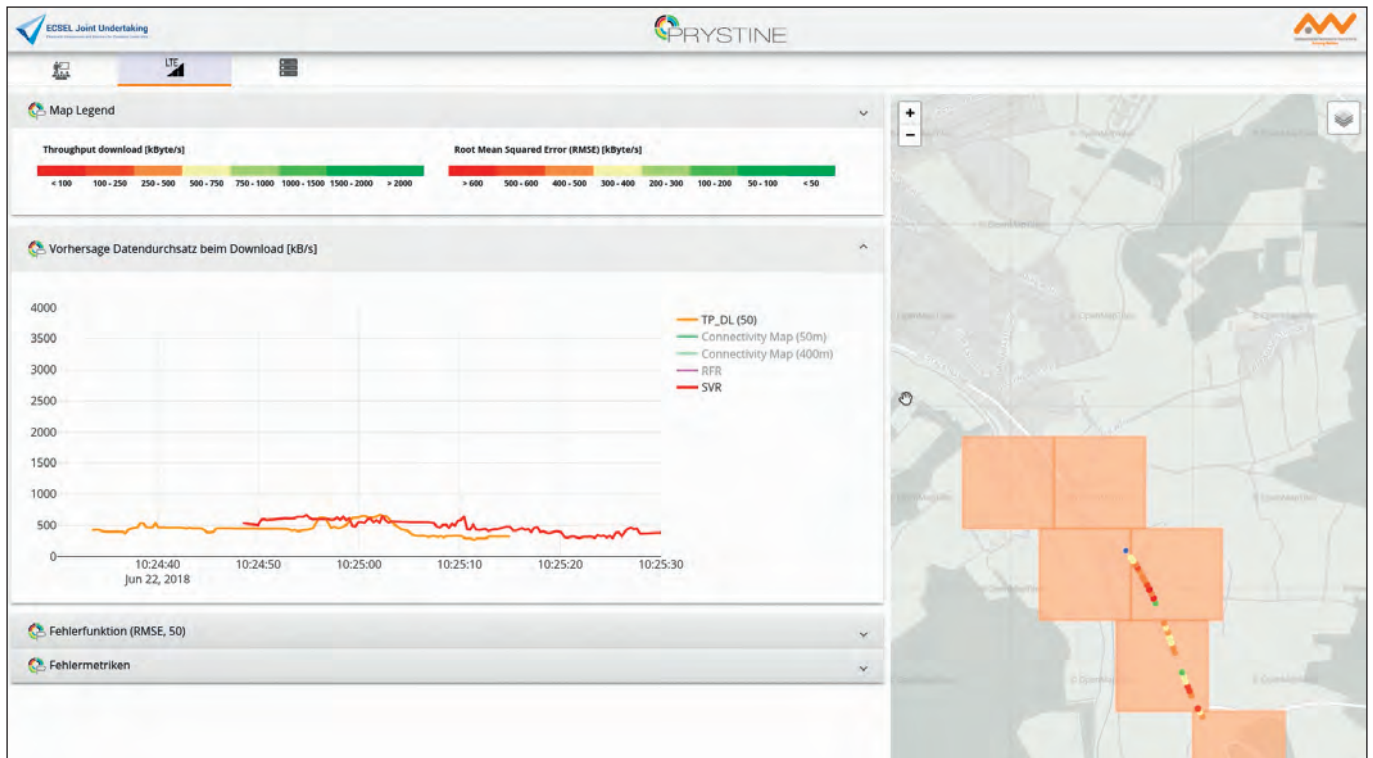 ECSEL Joint Undertaking
PRYSTINE
LTE
Map Legend
Throughput download [kByte/s]
< 100 100 - 250 250 - 500 500 - 750 750 - 1000 1000 - 1500 1500 - 2000 > 2000
Root Mean Squared Error (RMSE) [kByte/s]
> 600 500 - 600 400 - 500 300 - 400 200 - 300 100 - 200 50 - 100 < 50
Vorhersage Datendurchsatz beim Download [kB/s]
4000
3500
3000
2500
2000
1500
1000
500
0
10:24:40 10:24:50 10:25:00 10:25:10 10:25:20 10:25:30
Jun 22, 2018
TP_DL (50)
Connectivity Map (50m)
Connectivity Map (400m)
RFR
SVR
Fehlerfunktion (RMSE, 50)
Fehlermetriken
+
-
© OpenMapTiles